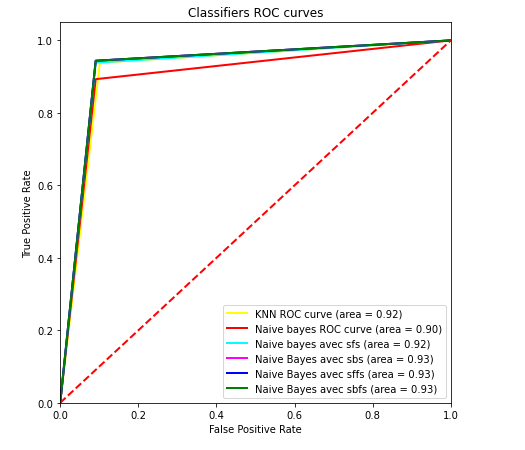 Classifiers ROC curves
True Positive Rate
1.0
0.8
0.6
0.4
0.2
0.0
KNN ROC curve (area = 0.92)
Naive bayes ROC curve (area = 0.90)
Naive bayes avec sfs (area = 0.92)
Naive Bayes avec sbs (area = 0.93)
Naive Bayes avec sffs (area = 0.93)
Naive Bayes avec sbfs (area = 0.93)
0.0 0.2 0.4 0.6 0.8 1.0
False Positive Rate